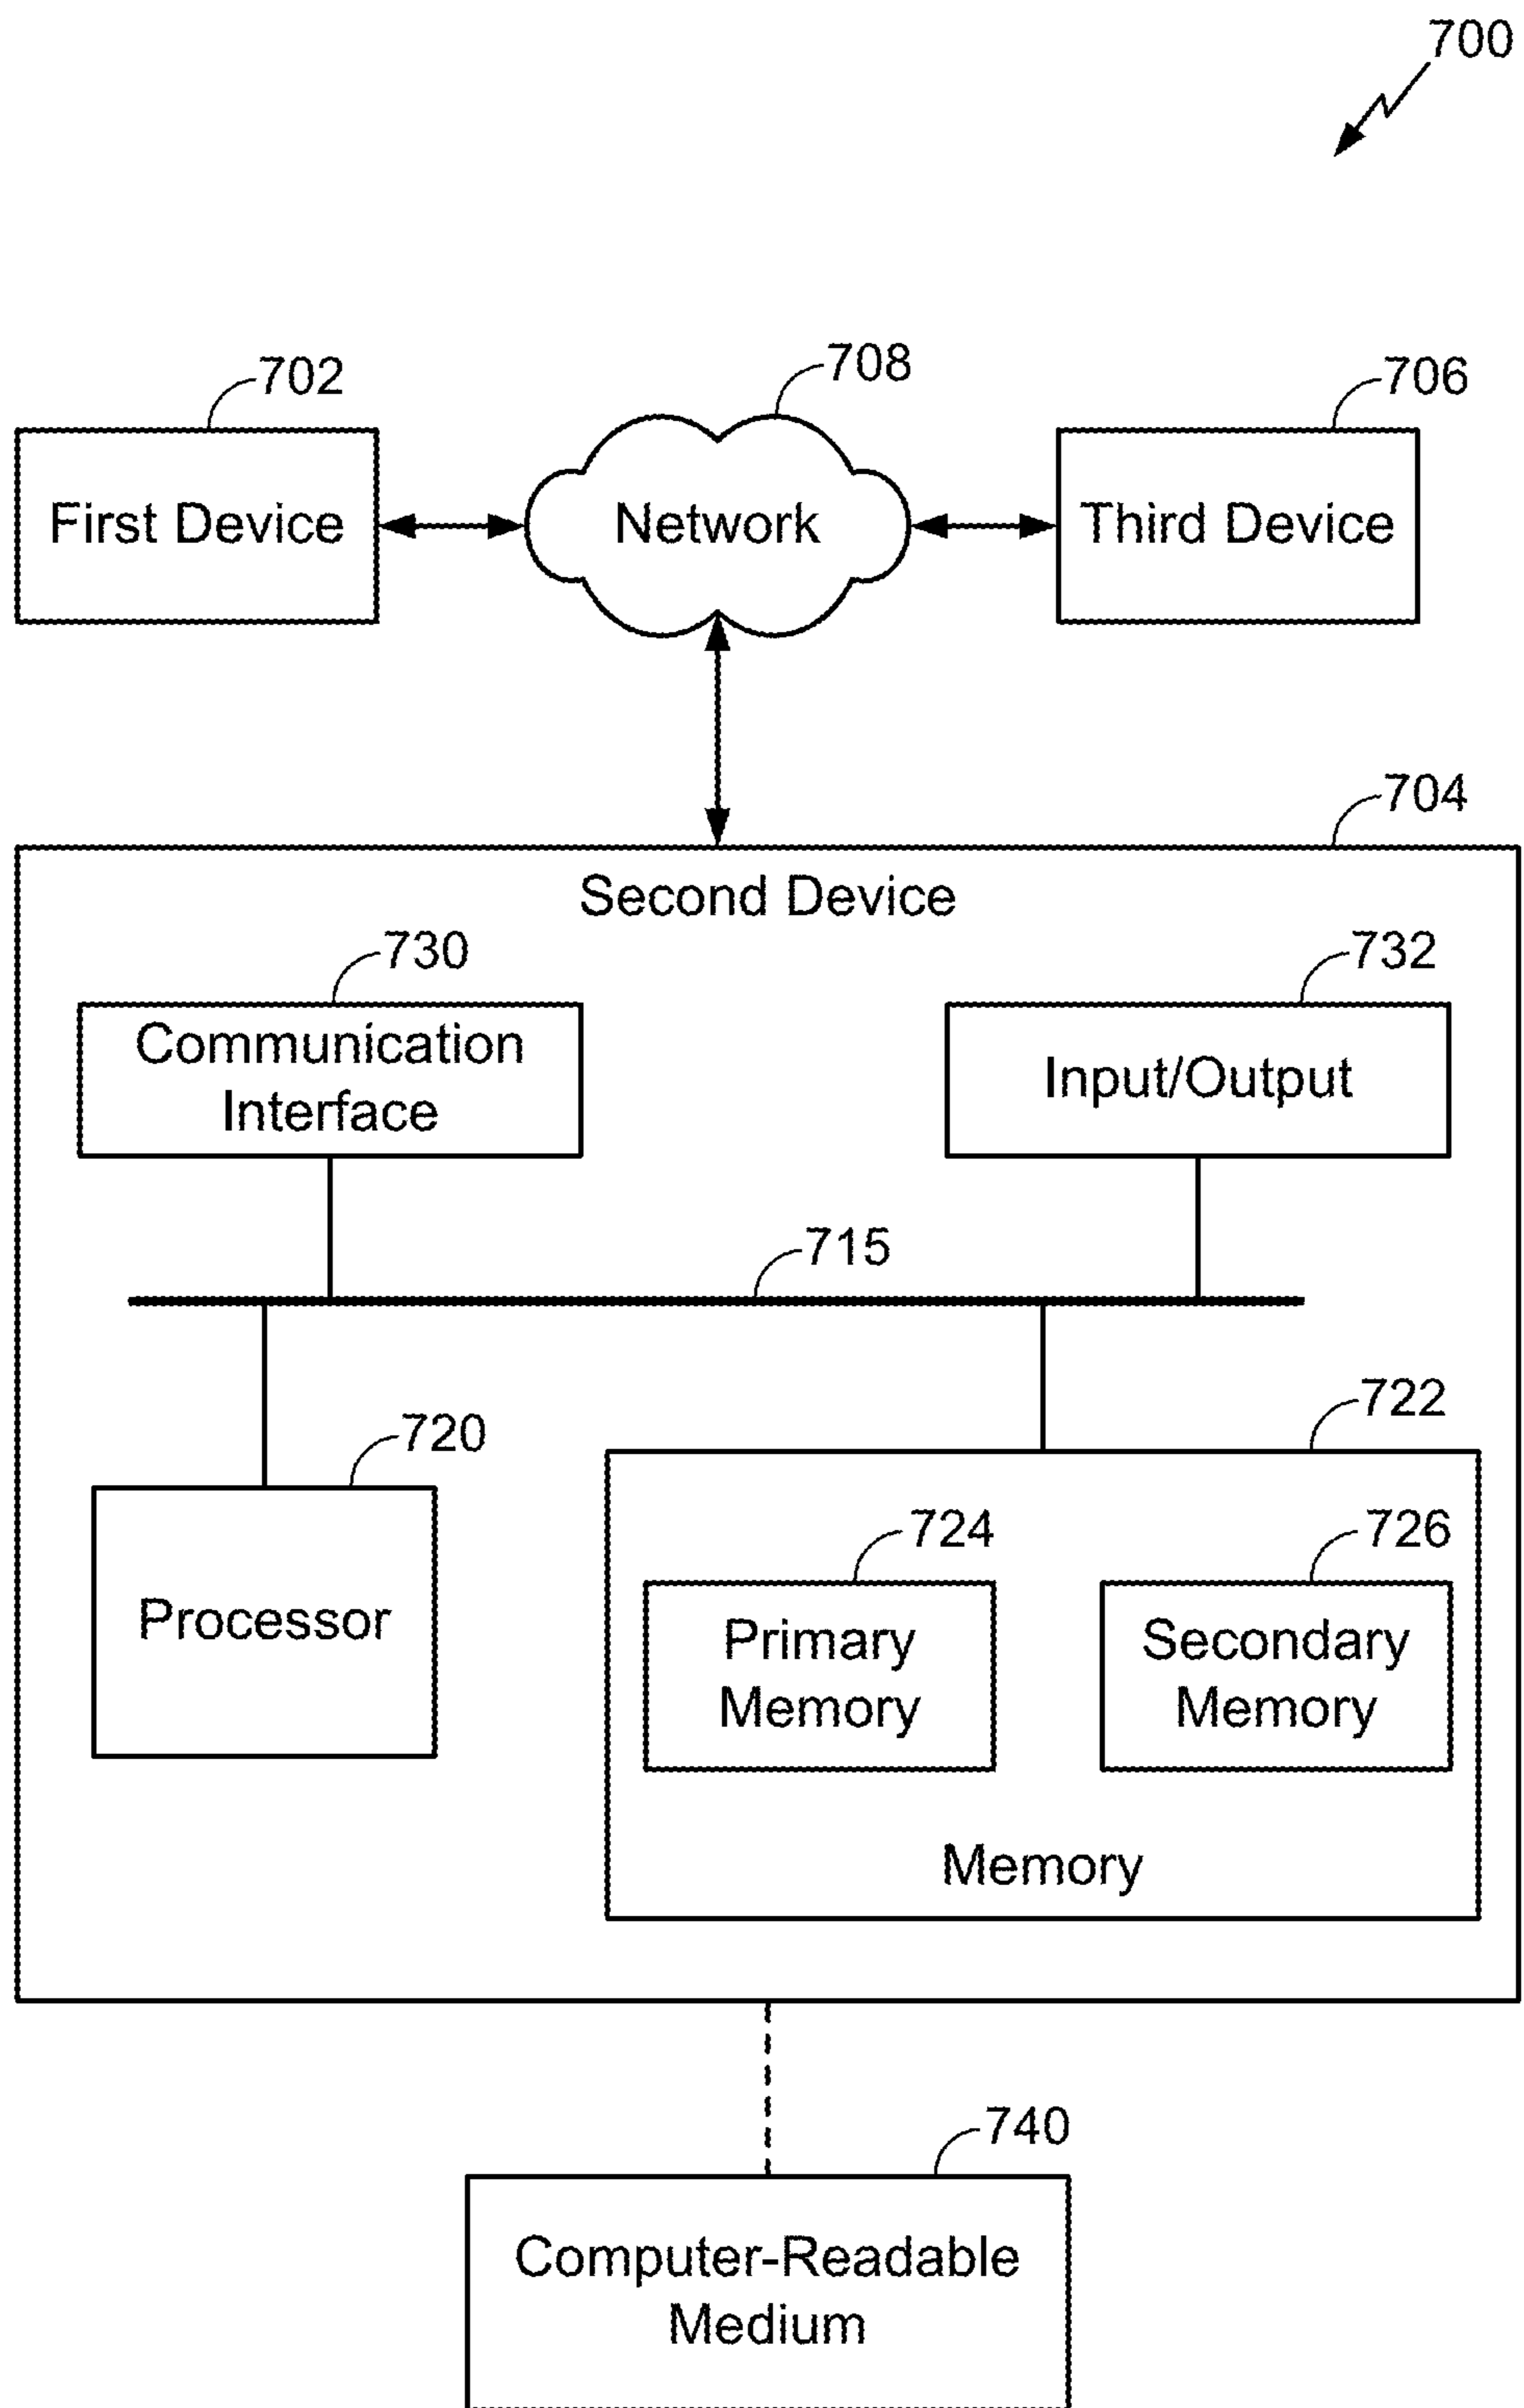 700
702
708
706
First Device
Network
Third Device
704
Second Device
730
732
Communication
Interface
Input/Output
715
720
722
724
726
Processor
Primary
Memory
Secondary
Memory
Memory
740
Computer-Readable
Medium